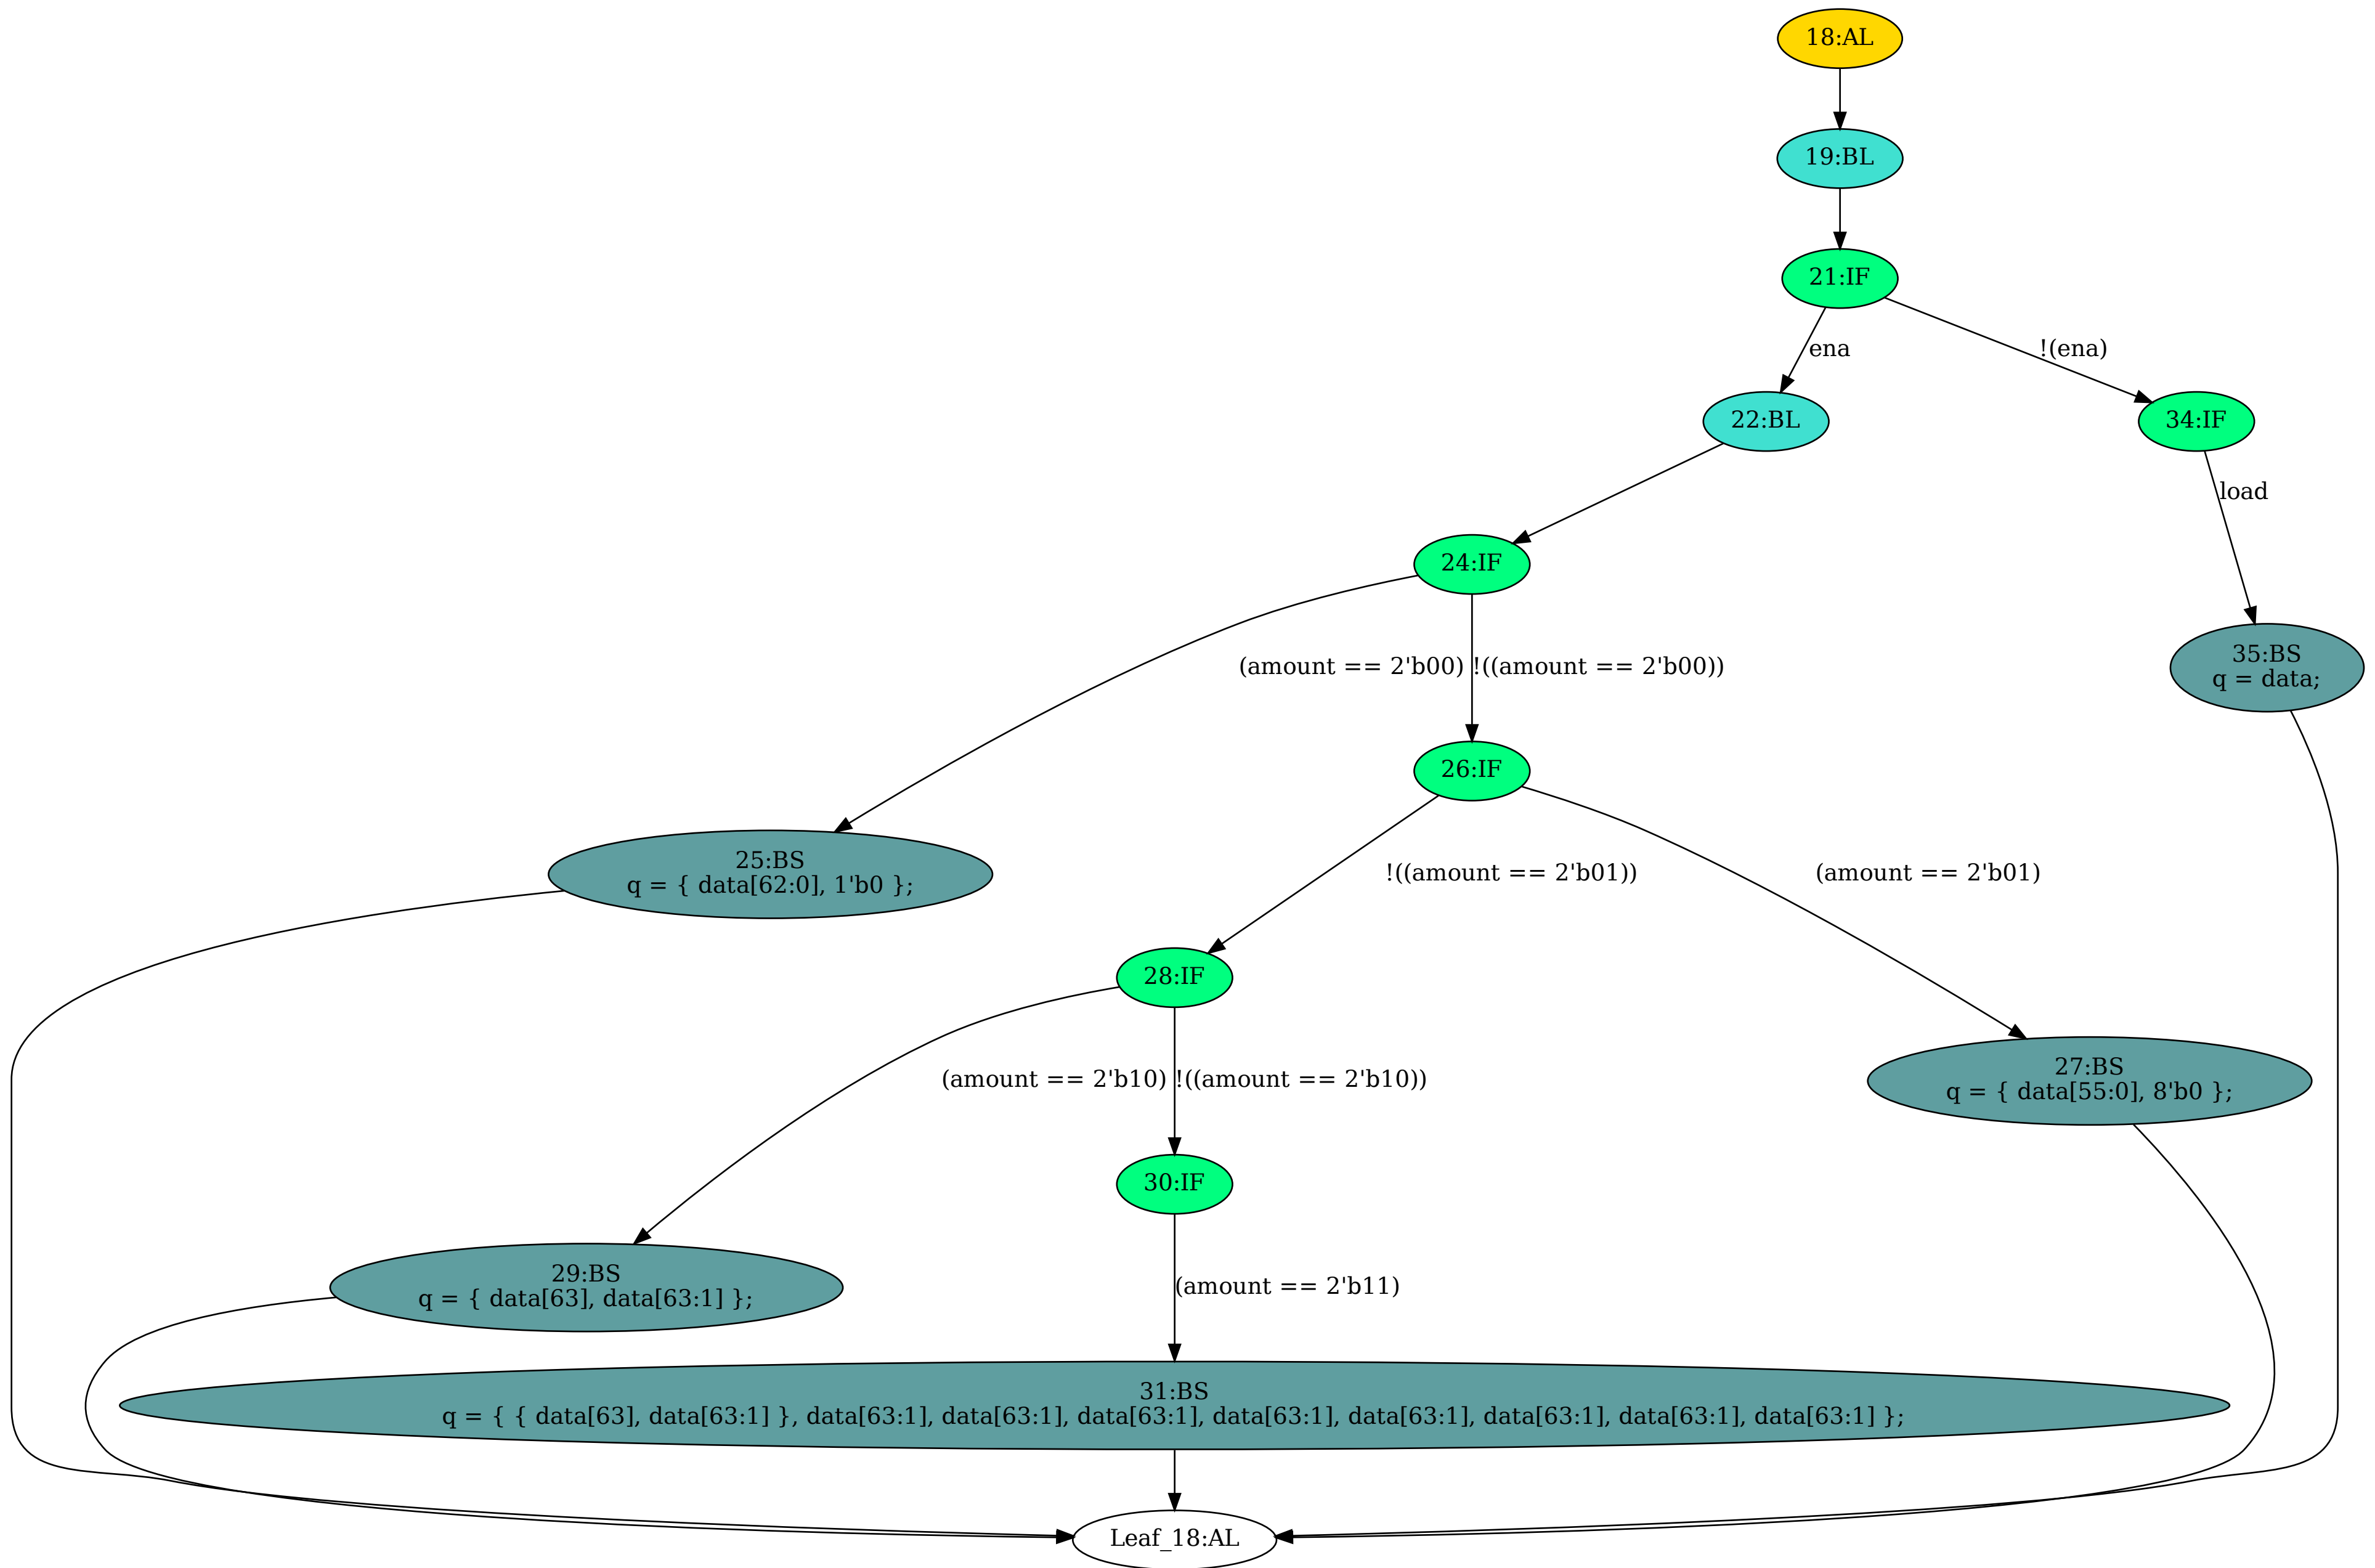 18:AL
19:BL
21:IF
ena
!(ena)
22:BL
34:IF
load
24:IF
(amount == 2'b00)
!((amount == 2'b00))
35:BS
q = data;
26:IF
25:BS
q = { data[62:0], 1'b0 };
!((amount == 2'b01))
(amount == 2'b01)
28:IF
(amount == 2'b10)
!((amount == 2'b10))
27:BS
q = { data[55:0], 8'b0 };
30:IF
29:BS
q = { data[63], data[63:1] };
(amount == 2'b11)
31:BS
q = { { data[63], data[63:1] }, data[63:1], data[63:1], data[63:1], data[63:1], data[63:1], data[63:1], data[63:1], data[63:1] };
Leaf_18:AL